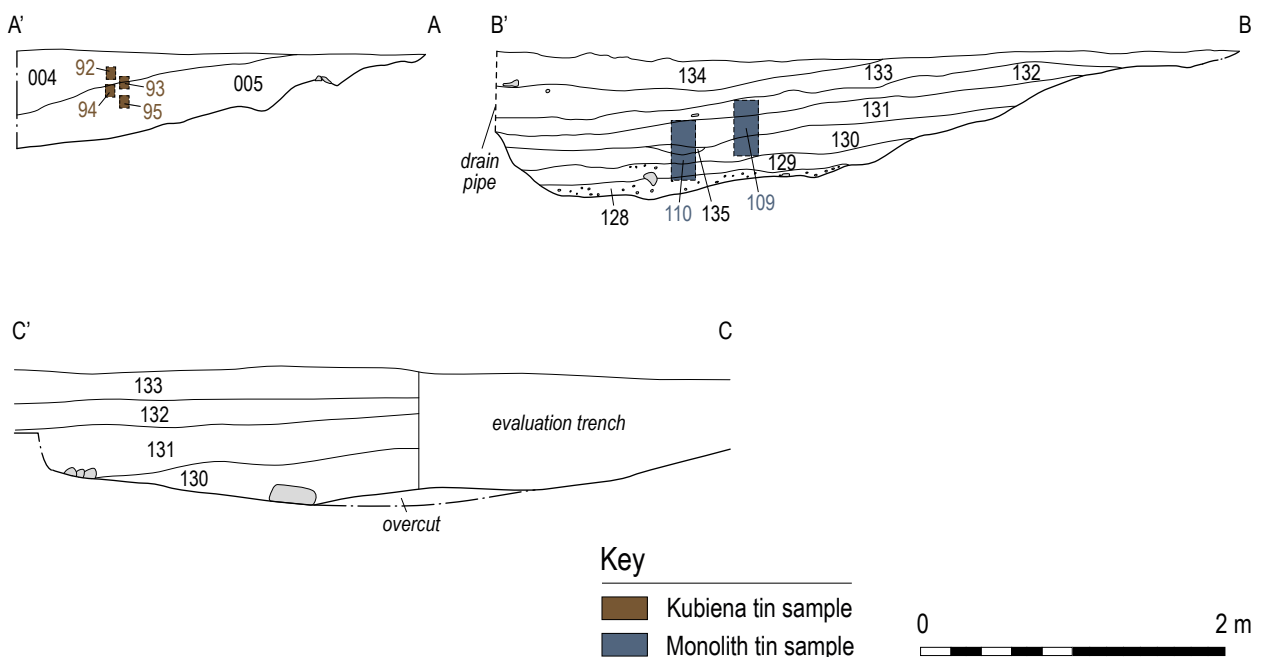 A’ A B’ B
004 92 93 94 95 005
134 133 132 131 130 129
drain
pipe
128 110 135 109
C’ C
133
132
131
130
evaluation trench
overcut
Key
Kubiena tin sample
Monolith tin sample
0 2 m